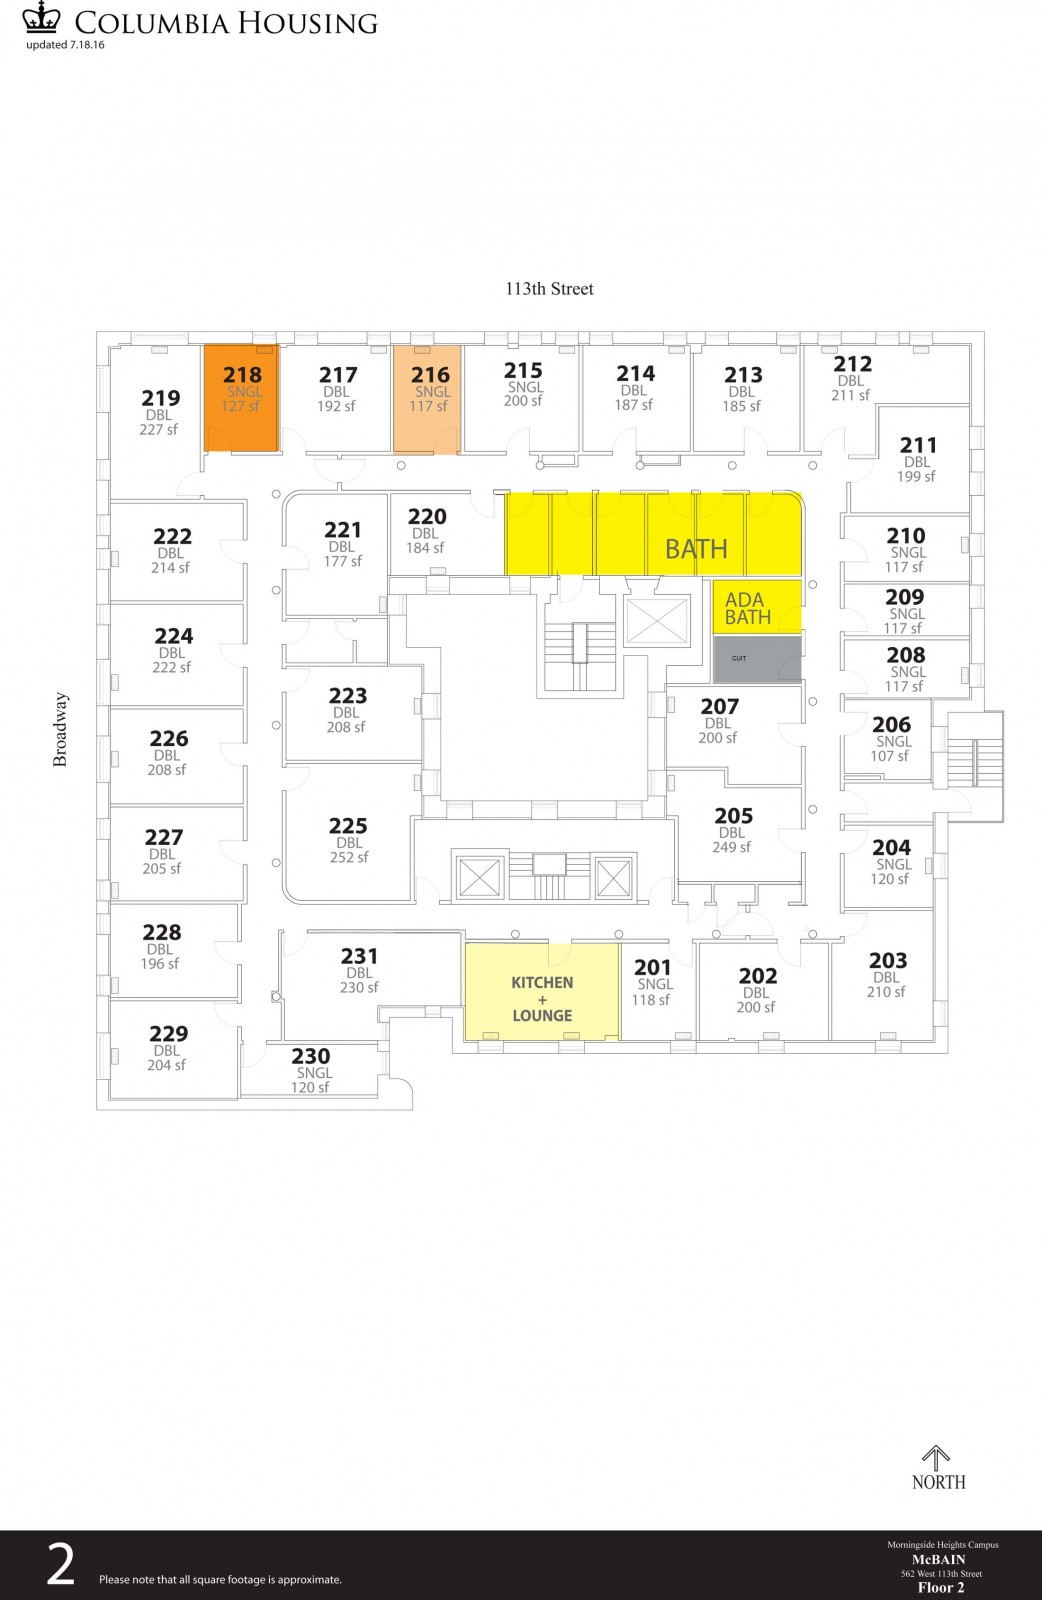 COLUMBIA HOUSING
updated 7.18.16
113th Street
Broadway
219
DBL
227 sf
218
SNGL
127 sf
217
DBL
192 sf
216
SNGL
117 sf
215
SNGL
200 sf
214
DBL
187 sf
213
DBL
185 sf
212
DBL
211 sf
211
DBL
199 sf
222
DBL
214 sf
221
DBL
177 sf
220
DBL
184 sf
BATH
210
SNGL
117 sf
ADA
BATH
209
SNGL
117 sf
224
DBL
222 sf
CUIT
208
SNGL
117 sf
223
DBL
208 sf
207
DBL
200 sf
206
SNGL
107 sf
226
DBL
208 sf
225
DBL
252 sf
205
DBL
249 sf
227
DBL
205 sf
204
SNGL
120 sf
228
DBL
196 sf
231
DBL
230 sf
KITCHEN
+
LOUNGE
201
SNGL
118 sf
202
DBL
200 sf
203
DBL
210 sf
229
DBL
204 sf
230
SNGL
120 sf
NORTH
2
Please note that all square footage is approximate.
Morningside Heights Campus
McBAIN
562 West 113th Street
Floor 2